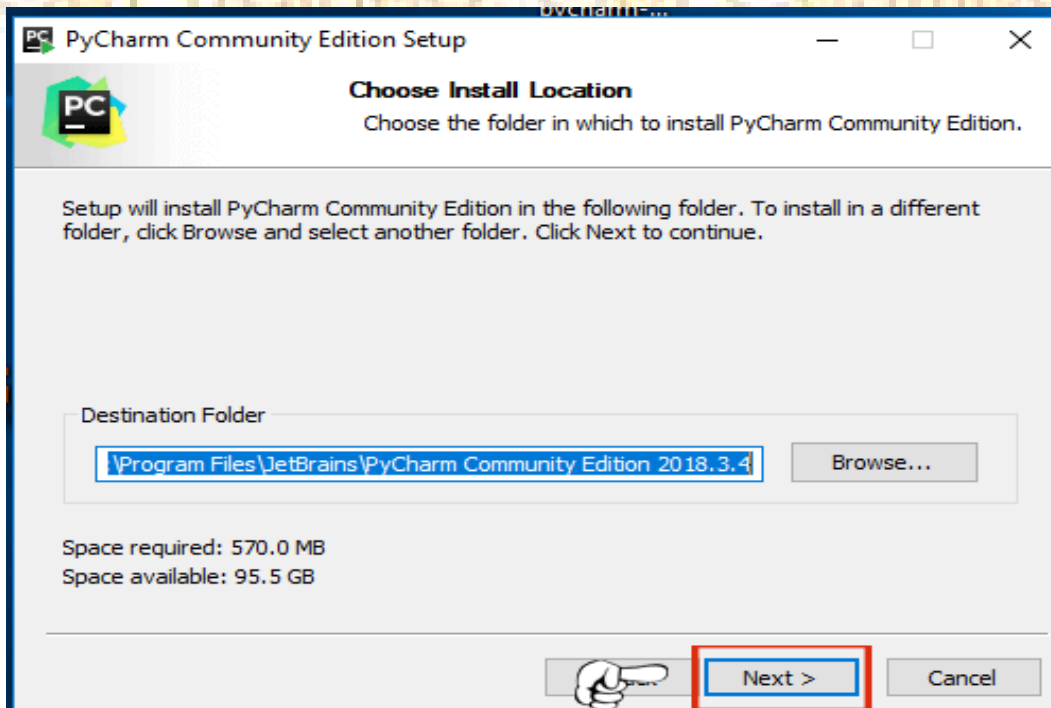 pycharm-...
PyCharm Community Edition Setup
PC
Choose Install Location
Choose the folder in which to install PyCharm Community Edition.
Setup will install PyCharm Community Edition in the following folder. To install in a different
folder, click Browse and select another folder. Click Next to continue.
Destination Folder
:\Program Files\JetBrains\PyCharm Community Edition 2018.3.4
Browse...
Space required: 570.0 MB
Space available: 95.5 GB
Next >
Cancel